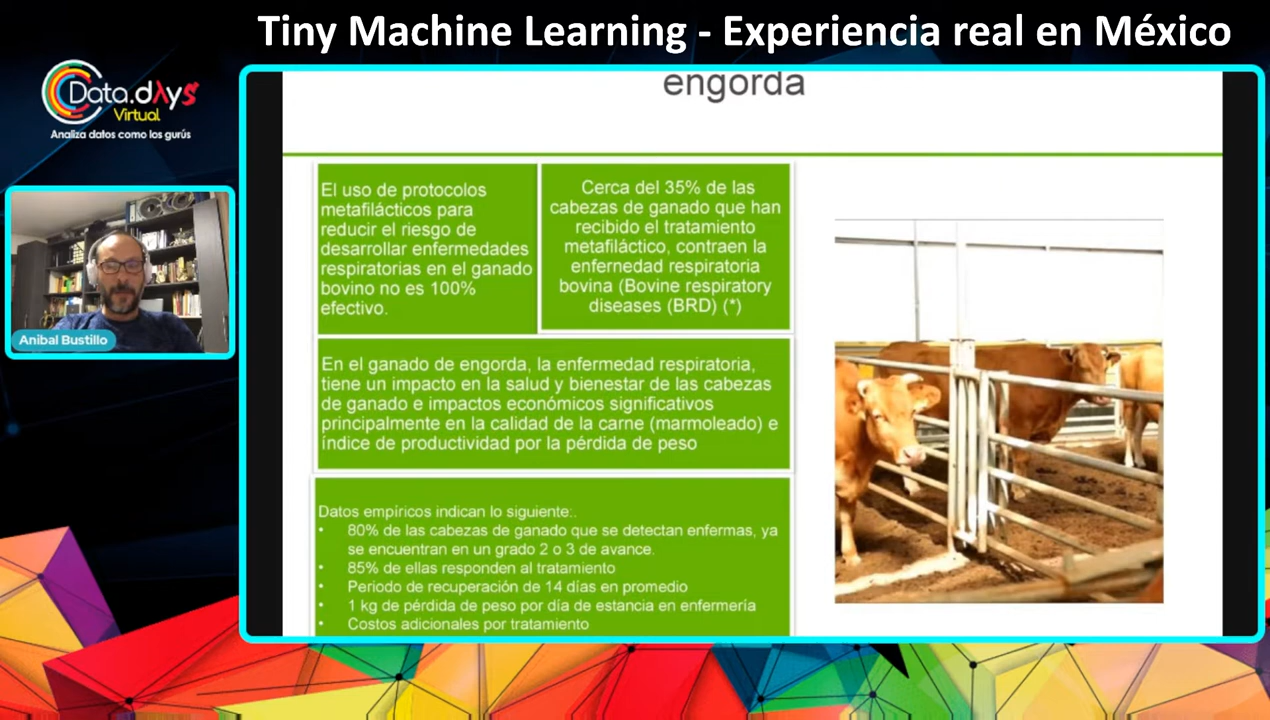 Tiny Machine Learning - Experiencia real en México
Data.dAys
Virtual
Analiza datos como los gurús
Anibal Bustillo
engorda
El uso de protocolos
metafilácticos para
reducir el riesgo de
desarrollar enfermedades
respiratorias en el ganado
bovino no es 100%
efectivo.
Cerca del 35% de las
cabezas de ganado que han
recibido el tratamiento
metafiláctico, contraen la
enfernedad respiratoria
bovina (Bovine respiratory
diseases (BRD) (*)
En el ganado de engorda, la enfermedad respiratoria,
tiene un impacto en la salud y bienestar de las cabezas
de ganado e impactos económicos significativos
principalmente en la calidad de la carne (marmoleado) e
índice de productividad por la pérdida de peso
Datos empíricos indican lo siguiente:.
• 80% de las cabezas de ganado que se detectan enfermas, ya
se encuentran en un grado 2 o 3 de avance.
• 85% de ellas responden al tratamiento
• Periodo de recuperación de 14 días en promedio
• 1 kg de pérdida de peso por día de estancia en enfermería
• Costos adicionales por tratamiento